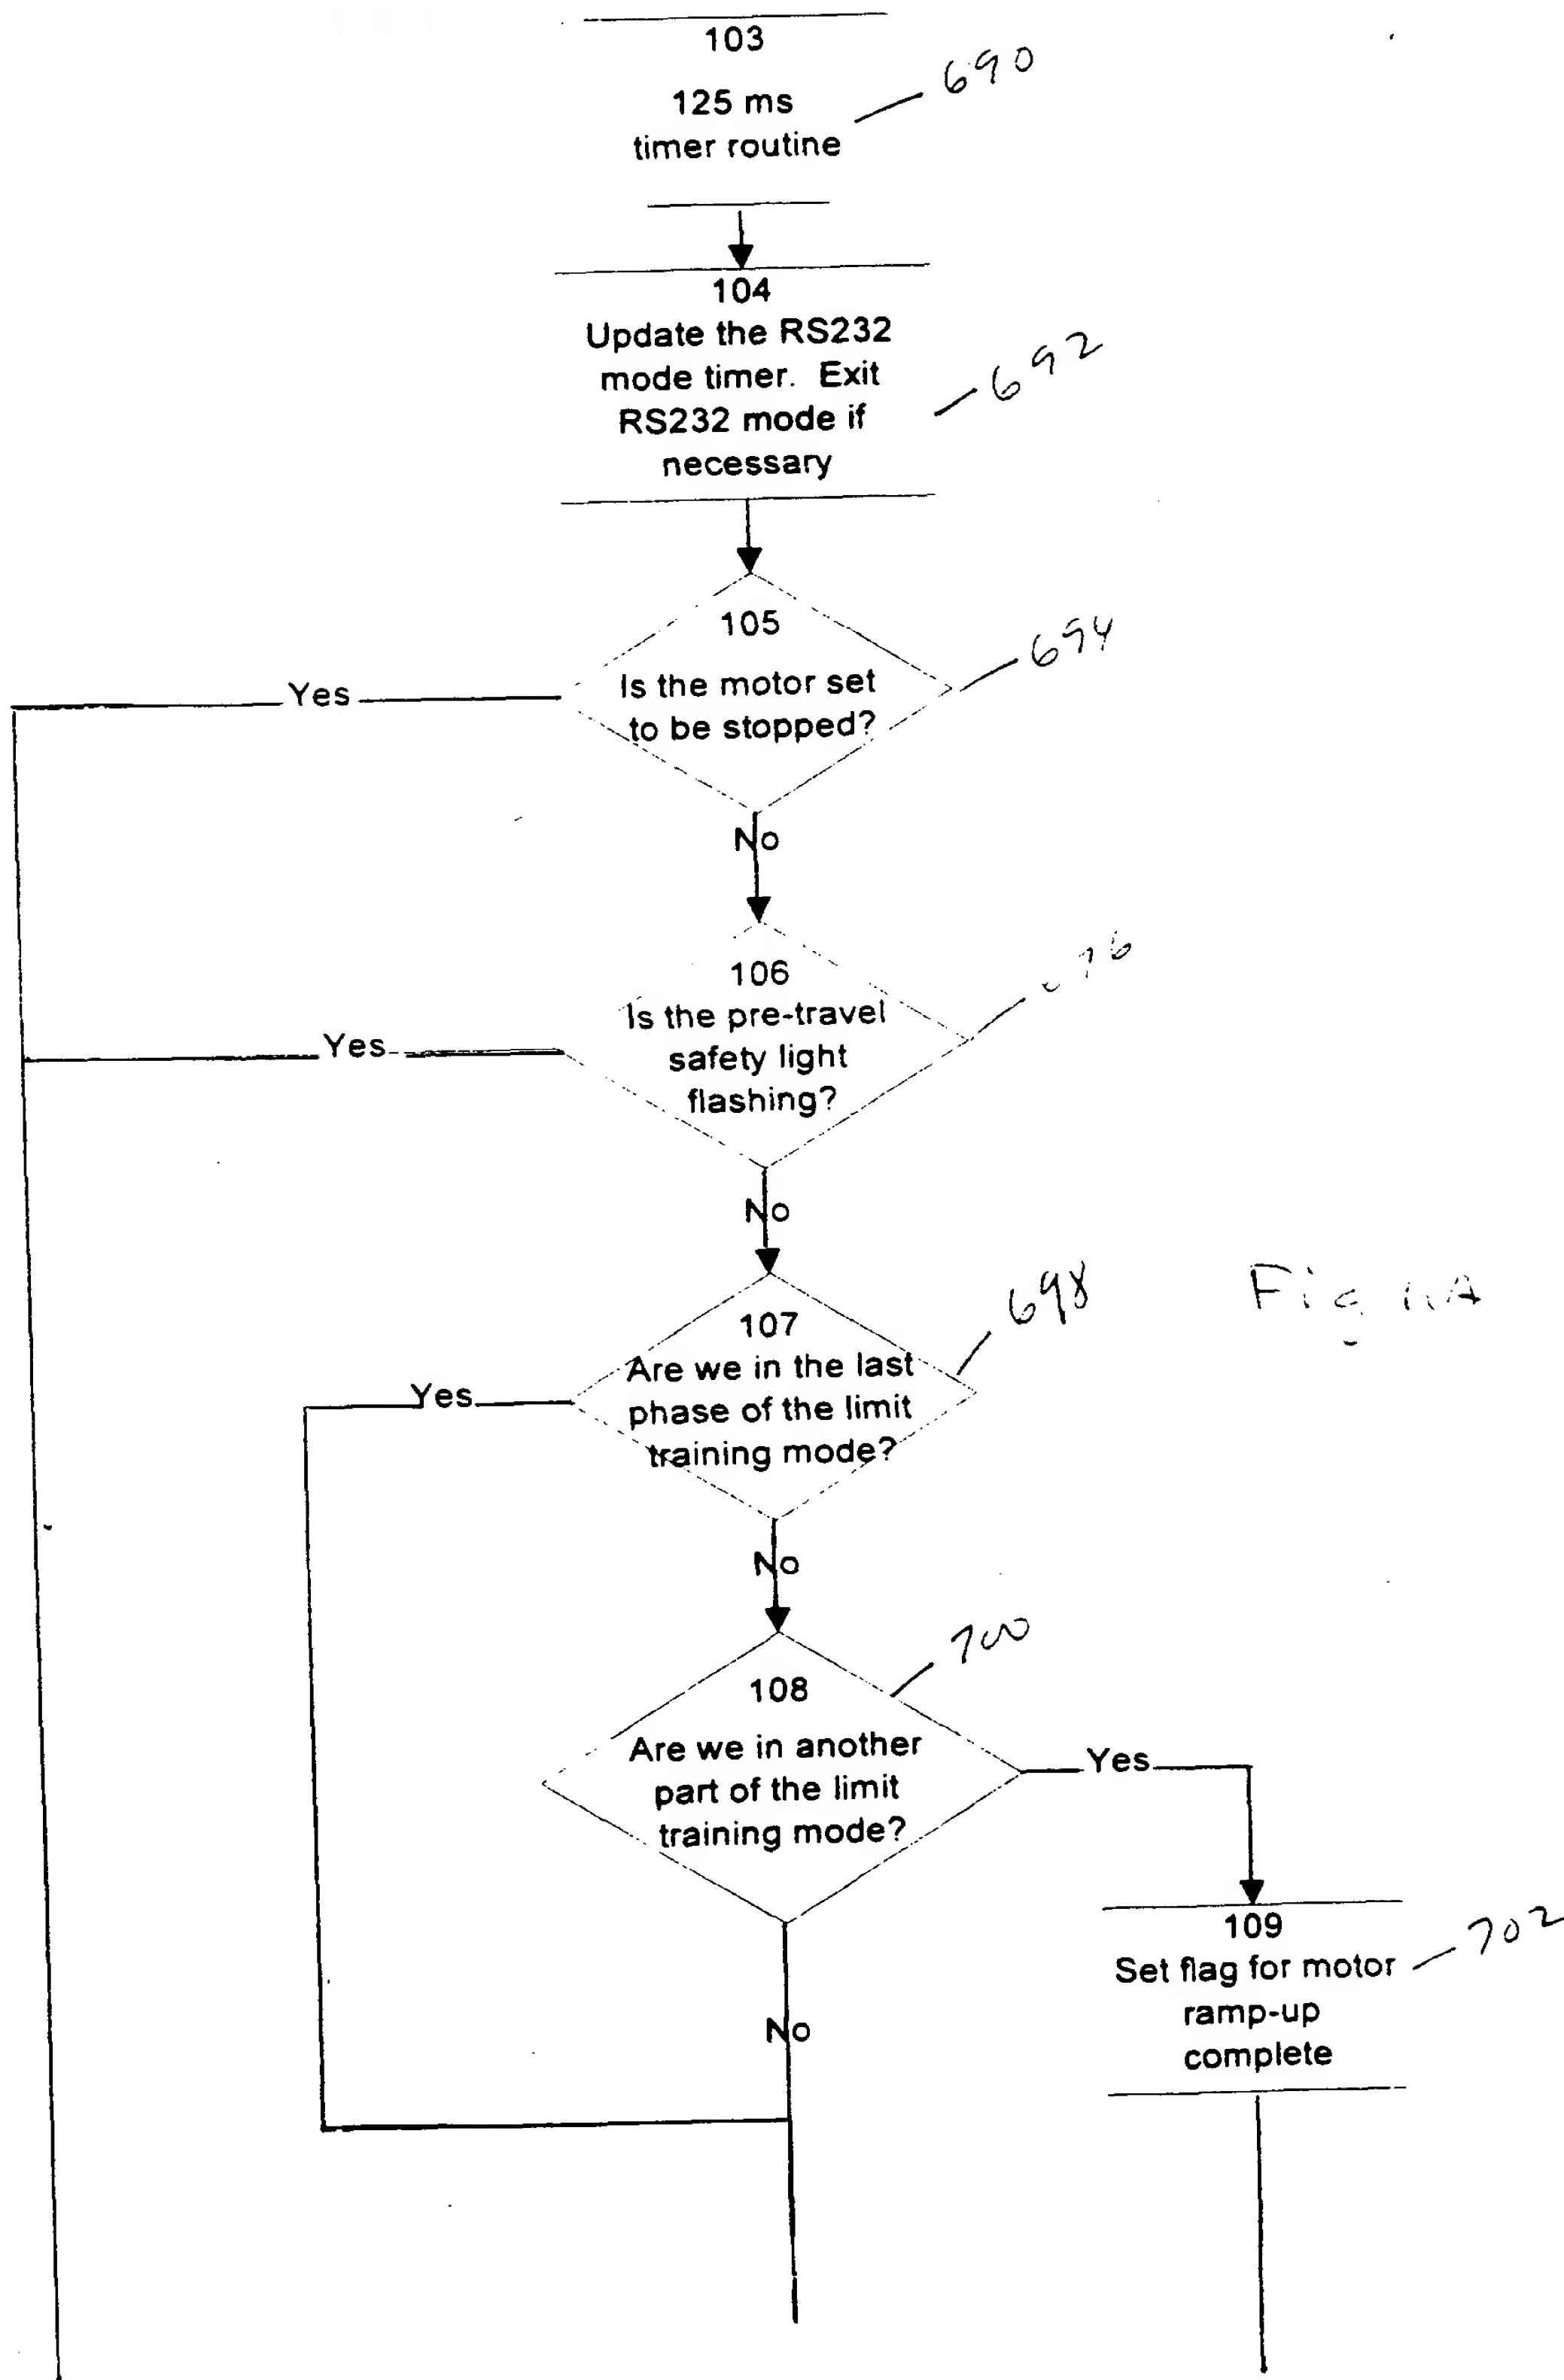 103
125 ms
timer routine
690
104
Update the RS232
mode timer. Exit
RS232 mode if
necessary
692
105
Is the motor set
to be stopped?
694
Yes
No
106
Is the pre-travel
safety light
flashing?
Yes
No
107
Are we in the last
phase of the limit
training mode?
698
Yes
Fig
No
108
Are we in another
part of the limit
training mode?
700
Yes
No
109
Set flag for motor
ramp-up
complete
702